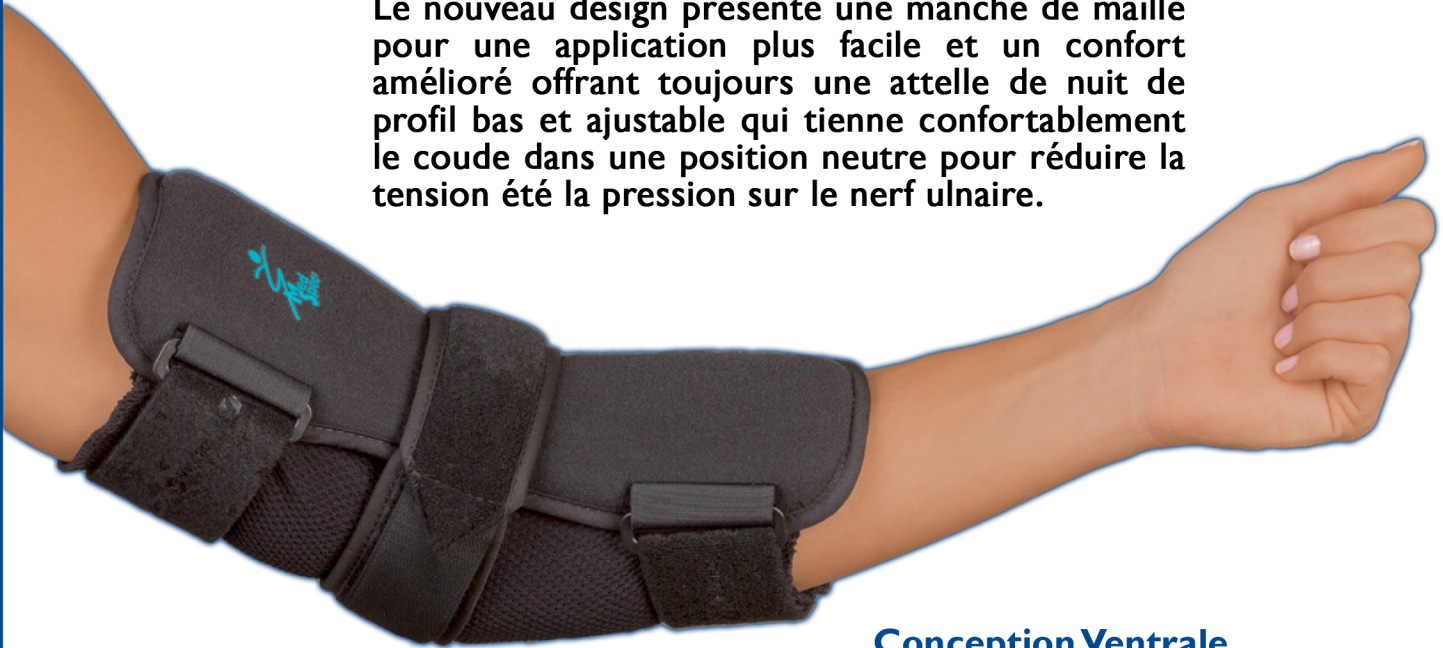 Le nouveau design présente une manche de maille
pour une application plus facile et un confort
amélioré offrant toujours une attelle de nuit de
profil bas et ajustable qui tienne confortablement
le coude dans une position neutre pour réduire la
tension été la pression sur le nerf ulnaire.
Med
Spec
Conception Ventrale